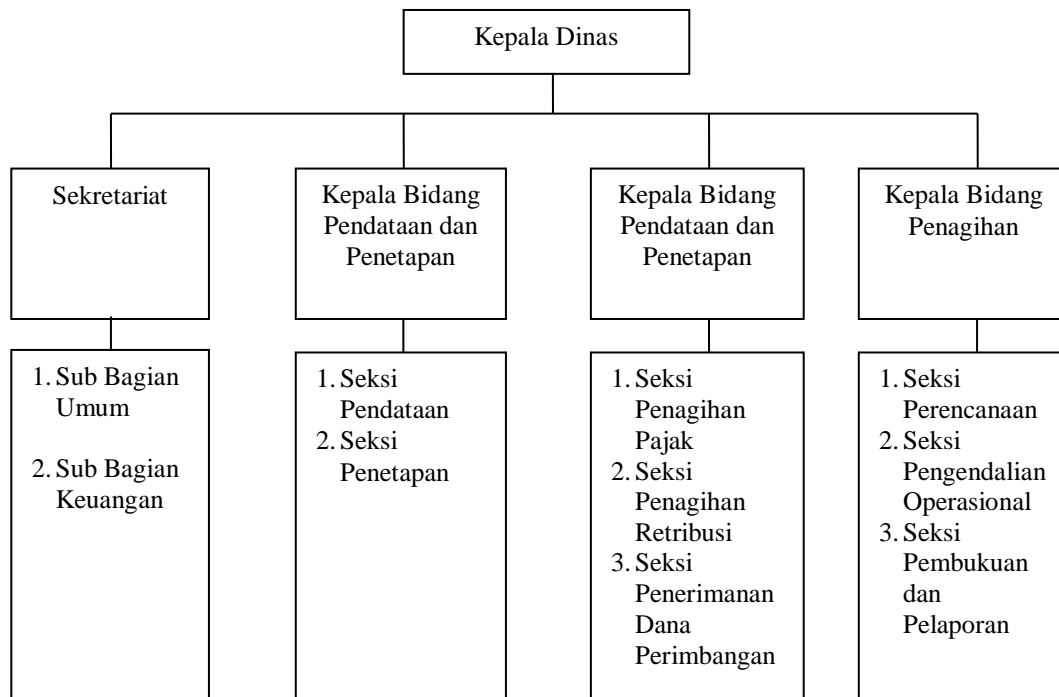 Kepala Dinas
Sekretariat
Kepala Bidang
Pendataan dan
Penetapan
Kepala Bidang
Pendataan dan
Penetapan
Kepala Bidang
Penagihan
1. Sub Bagian
Umum
2. Sub Bagian
Keuangan
1. Seksi
Pendataan
2. Seksi
Penetapan
1. Seksi
Penagihan
Pajak
2. Seksi
Penagihan
Retribusi
3. Seksi
Penerimanan
Dana
Perimbangan
1. Seksi
Perencanaan
2. Seksi
Pengendalian
Operasional
3. Seksi
Pembukuan
dan
Pelaporan